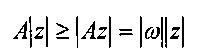 A|z| ≥ |Az| = |ω||z|